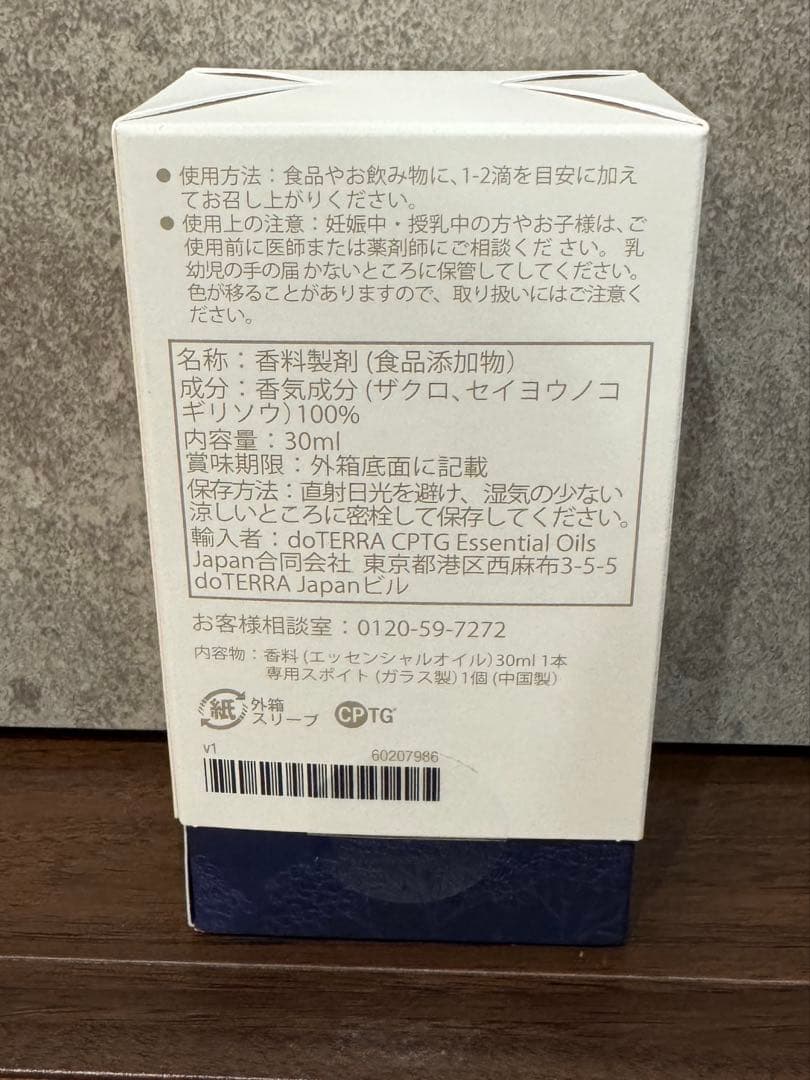 ● 使用方法：食品やお飲み物に、1-2滴を目安に加え
てお召し上がりください。
● 使用上の注意：妊娠中・授乳中の方やお子様は、ご
使用前に医師または薬剤師にご相談くだ さい。 乳
幼児の手の届 かないところに保管してしてください。
色が移ることがありますので、取り扱いにはご注意く
ださい。
名称：香料製剤 (食品添加物)
成分：香気成分 (ザクロ、セイヨウノコ
ギリソウ)100%
内容量：30ml
賞味期限：外箱底面に記載
保存方法：直射日光を避け、湿気の少ない
涼しいところに密栓して保存してください。
輸入者：doTERRA CPTG Essential Oils
Japan合同会社 東京都港区西麻布3-5-5
doTERRA Japanビル
お客様相談室：0120-59-7272
内容物：香料 (エッセンシャルオイル)30ml 1本
専用スポイト (ガラス製)1個 (中国製)
紙 外箱
スリーブ
CPTG
v1 60207986